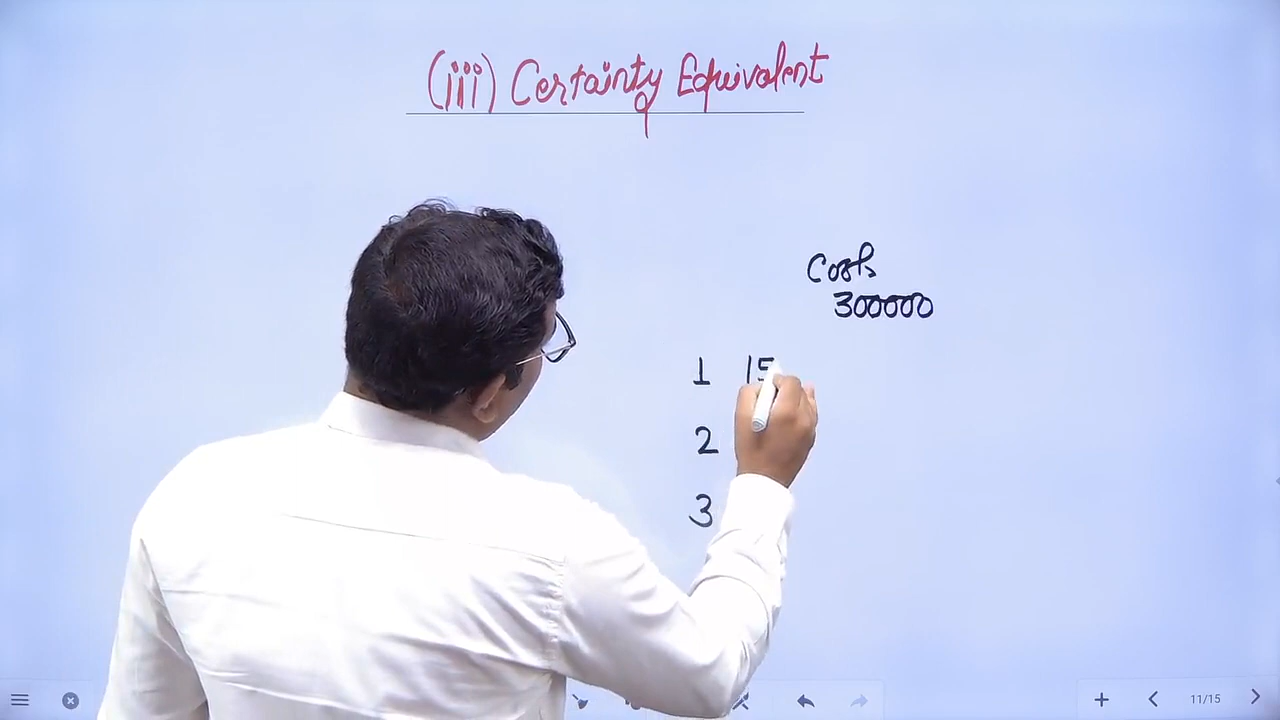 (iii) Certainty Equivalent
Cost
300000
1 15
2
3
11/15